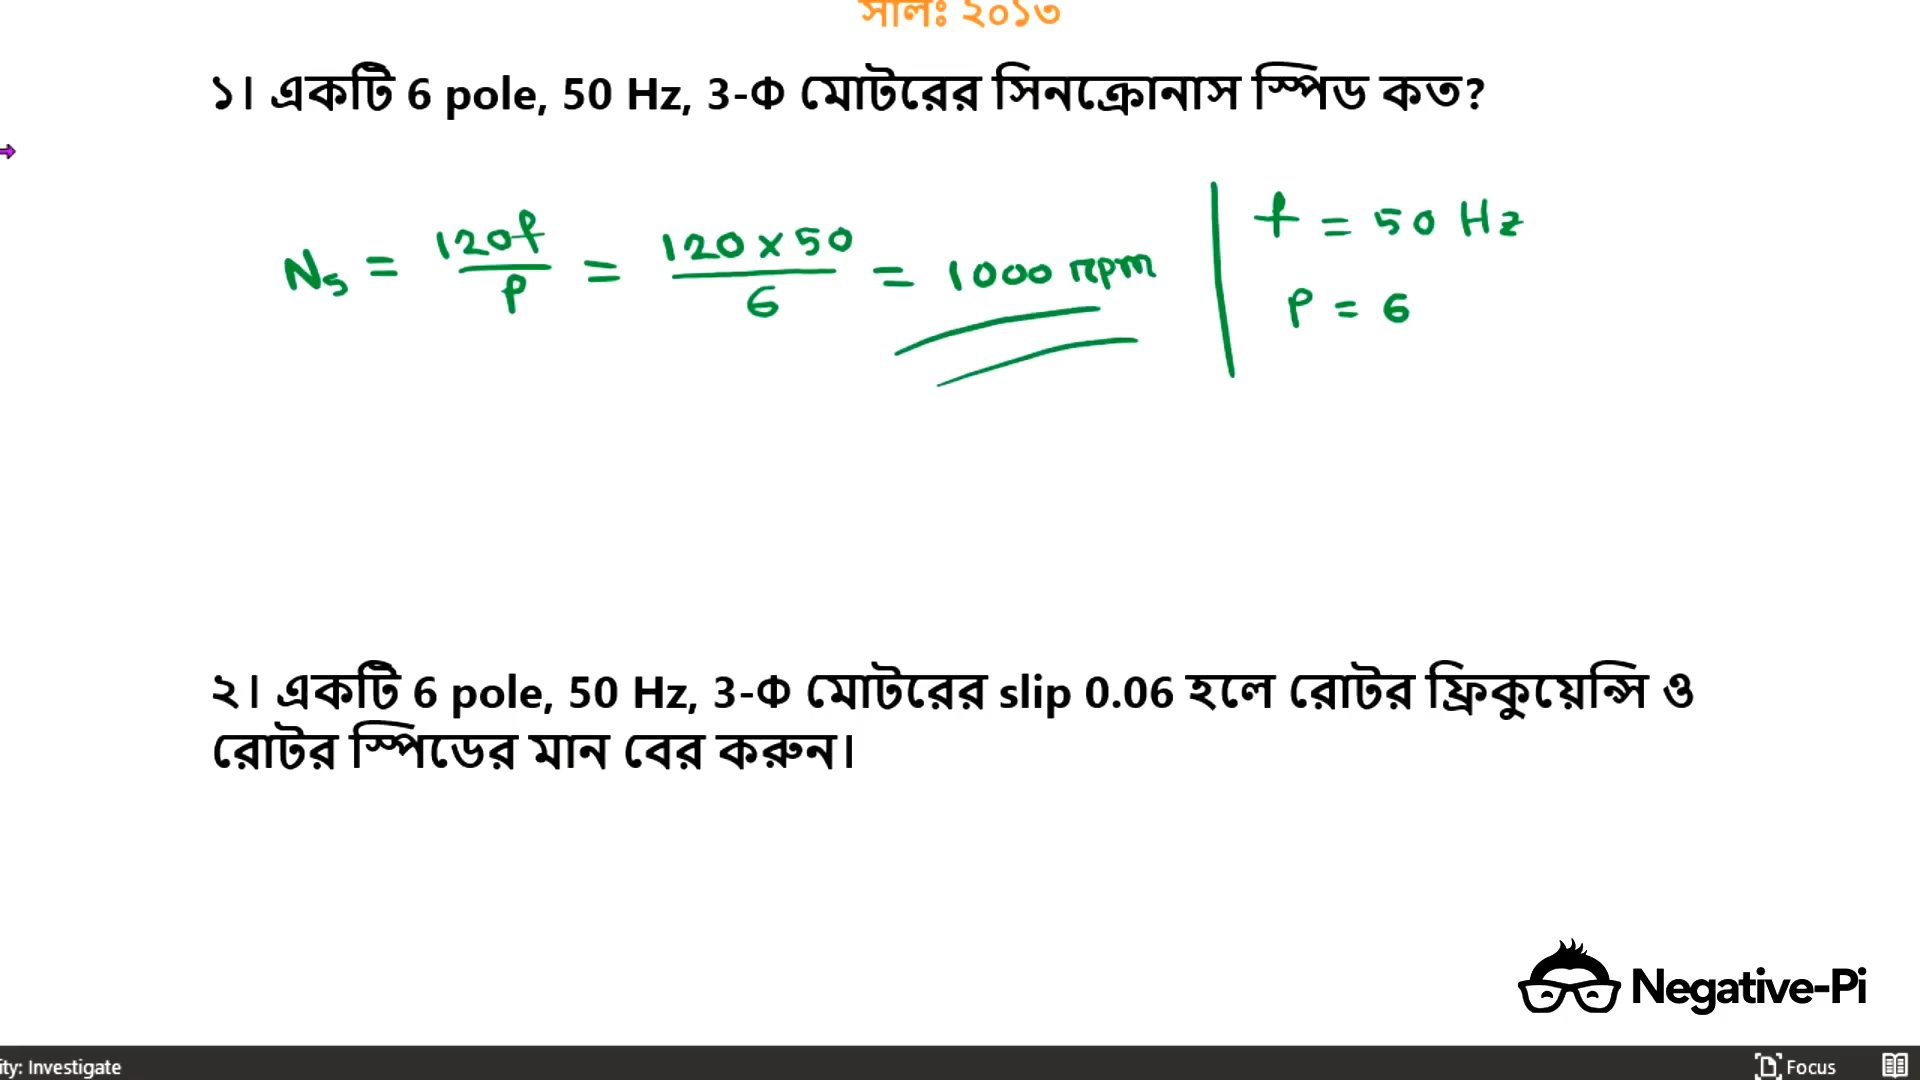 সালঃ ২০১৩
১। একটি 6 pole, 50 Hz, 3-Φ মোটরের সিনক্রোনাস স্পিড কত?
Ns = 120f/P = 120 x 50/6 = 1000 rpm
f = 50 Hz
P = 6
২। একটি 6 pole, 50 Hz, 3-Φ মোটরের slip 0.06 হলে রোটর ফ্রিকুয়েন্সি ও
রোটর স্পিডের মান বের করুন।
Negative-Pi
ity: Investigate
Focus